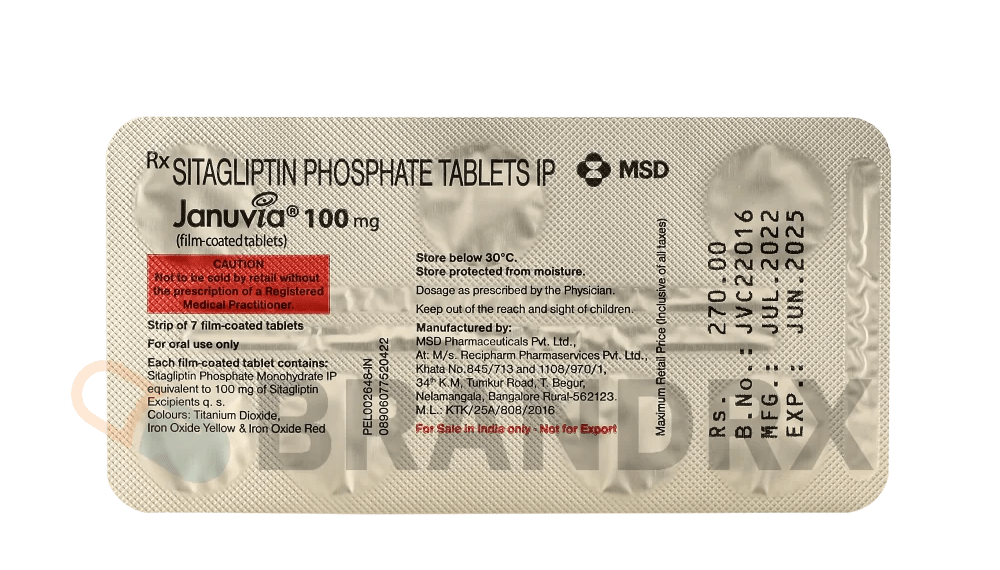 Rx SITAGLIPTIN PHOSPHATE TABLETS IP
MSD
Januvia® 100 mg
(film-coated tablets)
CAUTION
Not to be sold by retail without
the prescription of a Registered
Medical Practitioner.
Strip of 7 film-coated tablets
For oral use only
Each film-coated tablet contains:
Sitagliptin Phosphate Monohydrate IP
equivalent to 100 mg of Sitagliptin
Excipients q. s.
Colours: Titanium Dioxide,
Iron Oxide Yellow & Iron Oxide Red
PEL002648-IN
08906077520422
Store below 30°C.
Store protected from moisture.
Dosage as prescribed by the Physician.
Keep out of the reach and sight of children.
Manufactured by:
MSD Pharmaceuticals Pvt. Ltd.,
At: M/s. Recipharm Pharmaservices Pvt. Ltd.,
Khata No.845/713 and 1108/970/1,
34th K.M, Tumkur Road, T. Begur,
Nelamangala, Bangalore Rural-562123.
M.L.: KTK/25A/808/2016
For Sale in India only - Not for Export
Maximum Retail Price (Inclusive of all taxes)
Rs. 270.00
B.No.: JVC22016
MFG.: JUL.2022
EXP.: JUN.2025
BRANDRX